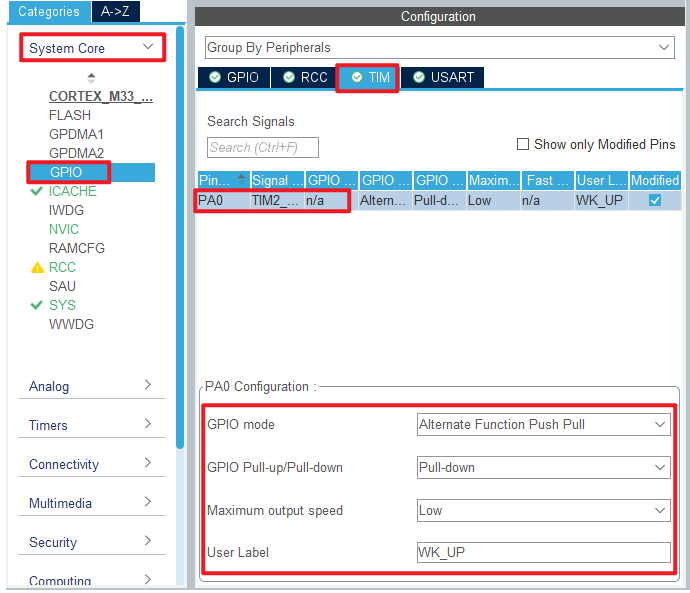 Categories A->Z
System Core
CORTEX_M33_...
FLASH
GPDMA1
GPDMA2
GPIO
ICACHE
IWDG
NVIC
RAMCFG
RCC
SAU
SYS
WWDG
Analog
Timers
Connectivity
Multimedia
Security
Computing
Configuration
Group By Peripherals
GPIO RCC TIM USART
Search Signals
Search (Ctrl+F)
Show only Modified Pins
Pin... Signal ... GPIO ... GPIO ... GPIO ... Maxim... Fast ... User L... Modified
PA0 TIM2_... n/a Altern... Pull-d... Low n/a WK_UP
PA0 Configuration :
GPIO mode Alternate Function Push Pull
GPIO Pull-up/Pull-down Pull-down
Maximum output speed Low
User Label WK_UP